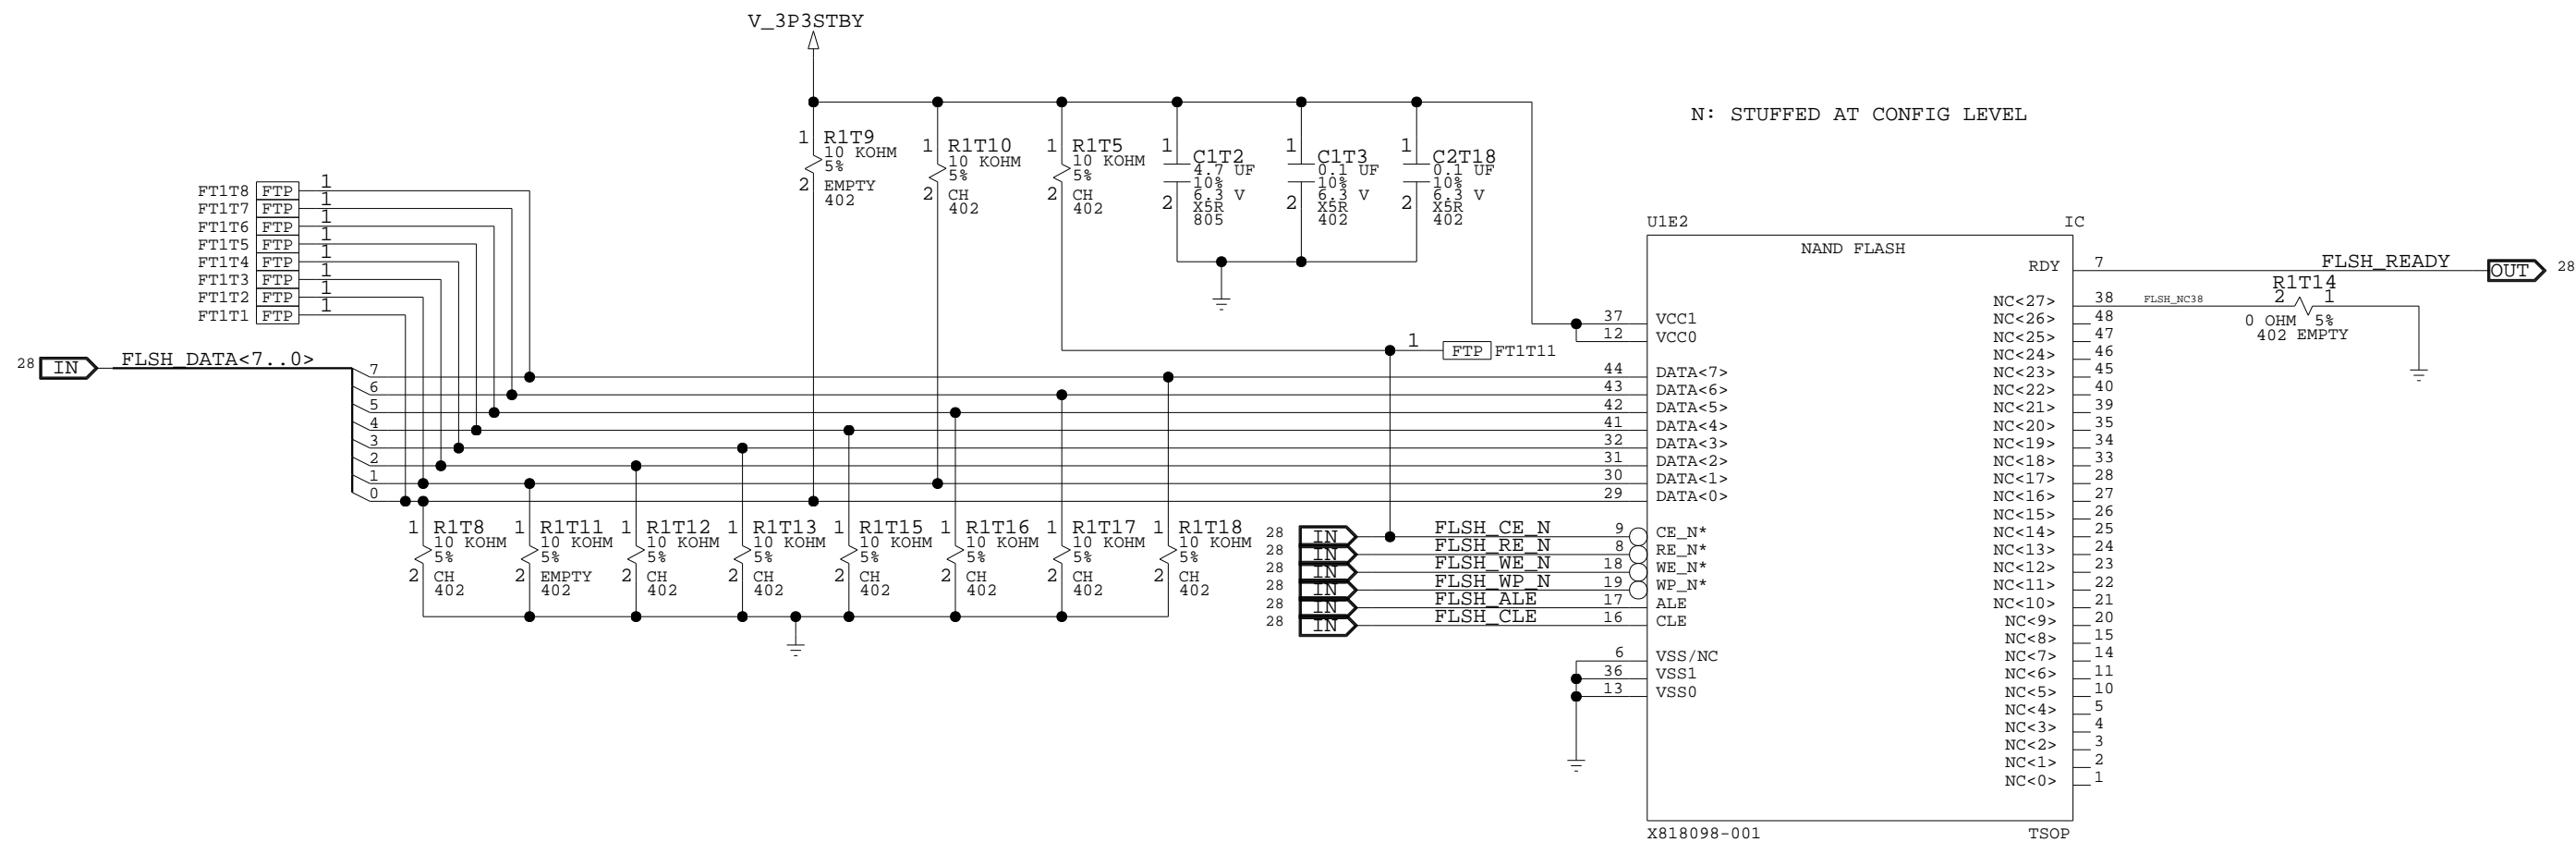 V_3P3STBY
N: STUFFED AT CONFIG LEVEL
1 R1T9
10 KOHM
5%
2 EMPTY
402
1 R1T10
10 KOHM
5%
2 CH
402
1 R1T5
10 KOHM
5%
2 CH
402
1 C1T2
4.7 UF
10%
6.3 V
2 X5R
805
1 C1T3
0.1 UF
10%
6.3 V
2 X5R
402
1 C2T18
0.1 UF
10%
6.3 V
2 X5R
402
FT1T8 FTP 1
FT1T7 FTP 1
FT1T6 FTP 1
FT1T5 FTP 1
FT1T4 FTP 1
FT1T3 FTP 1
FT1T2 FTP 1
FT1T1 FTP 1
28 IN FLSH_DATA<7..0>
7
6
5
4
3
2
1
0
1 FTP FT1T11
1 R1T8
10 KOHM
5%
2 CH
402
1 R1T11
10 KOHM
5%
2 EMPTY
402
1 R1T12
10 KOHM
5%
2 CH
402
1 R1T13
10 KOHM
5%
2 CH
402
1 R1T15
10 KOHM
5%
2 CH
402
1 R1T16
10 KOHM
5%
2 CH
402
1 R1T17
10 KOHM
5%
2 CH
402
1 R1T18
10 KOHM
5%
2 CH
402
U1E2 IC
NAND FLASH
37 VCC1
12 VCC0
44 DATA<7>
43 DATA<6>
42 DATA<5>
41 DATA<4>
32 DATA<3>
31 DATA<2>
30 DATA<1>
29 DATA<0>
28 IN FLSH_CE_N 9 CE_N*
28 IN FLSH_RE_N 8 RE_N*
28 IN FLSH_WE_N 18 WE_N*
28 IN FLSH_WP_N 19 WP_N*
28 IN FLSH_ALE 17 ALE
28 IN FLSH_CLE 16 CLE
6 VSS/NC
36 VSS1
13 VSS0
RDY 7 FLSH_READY OUT 28
NC<27> 38 FLSH_NC38
R1T14
2 1
0 OHM 5%
402 EMPTY
NC<26> 48
NC<25> 47
NC<24> 46
NC<23> 45
NC<22> 40
NC<21> 39
NC<20> 35
NC<19> 34
NC<18> 33
NC<17> 28
NC<16> 27
NC<15> 26
NC<14> 25
NC<13> 24
NC<12> 23
NC<11> 22
NC<10> 21
NC<9> 20
NC<8> 15
NC<7> 14
NC<6> 11
NC<5> 10
NC<4> 5
NC<3> 4
NC<2> 3
NC<1> 2
NC<0> 1
X818098-001 TSOP